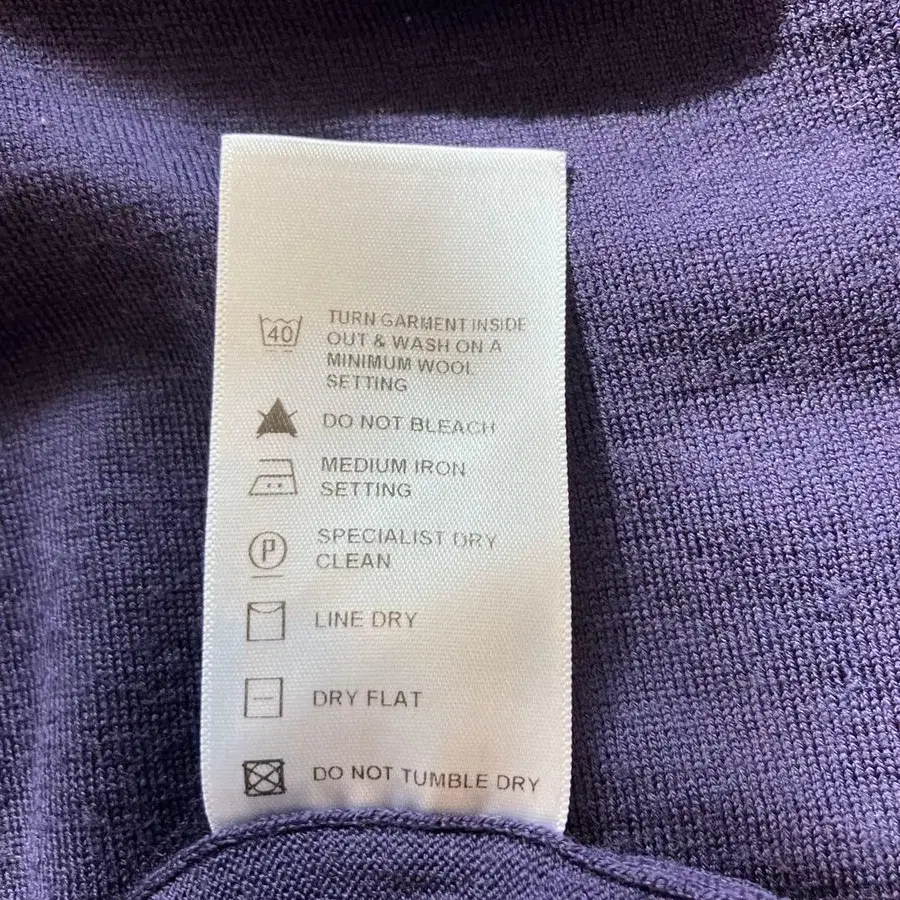 40 TURN GARMENT INSIDE
OUT & WASH ON A
MINIMUM WOOL
SETTING
DO NOT BLEACH
MEDIUM IRON
SETTING
P SPECIALIST DRY
CLEAN
LINE DRY
DRY FLAT
DO NOT TUMBLE DRY